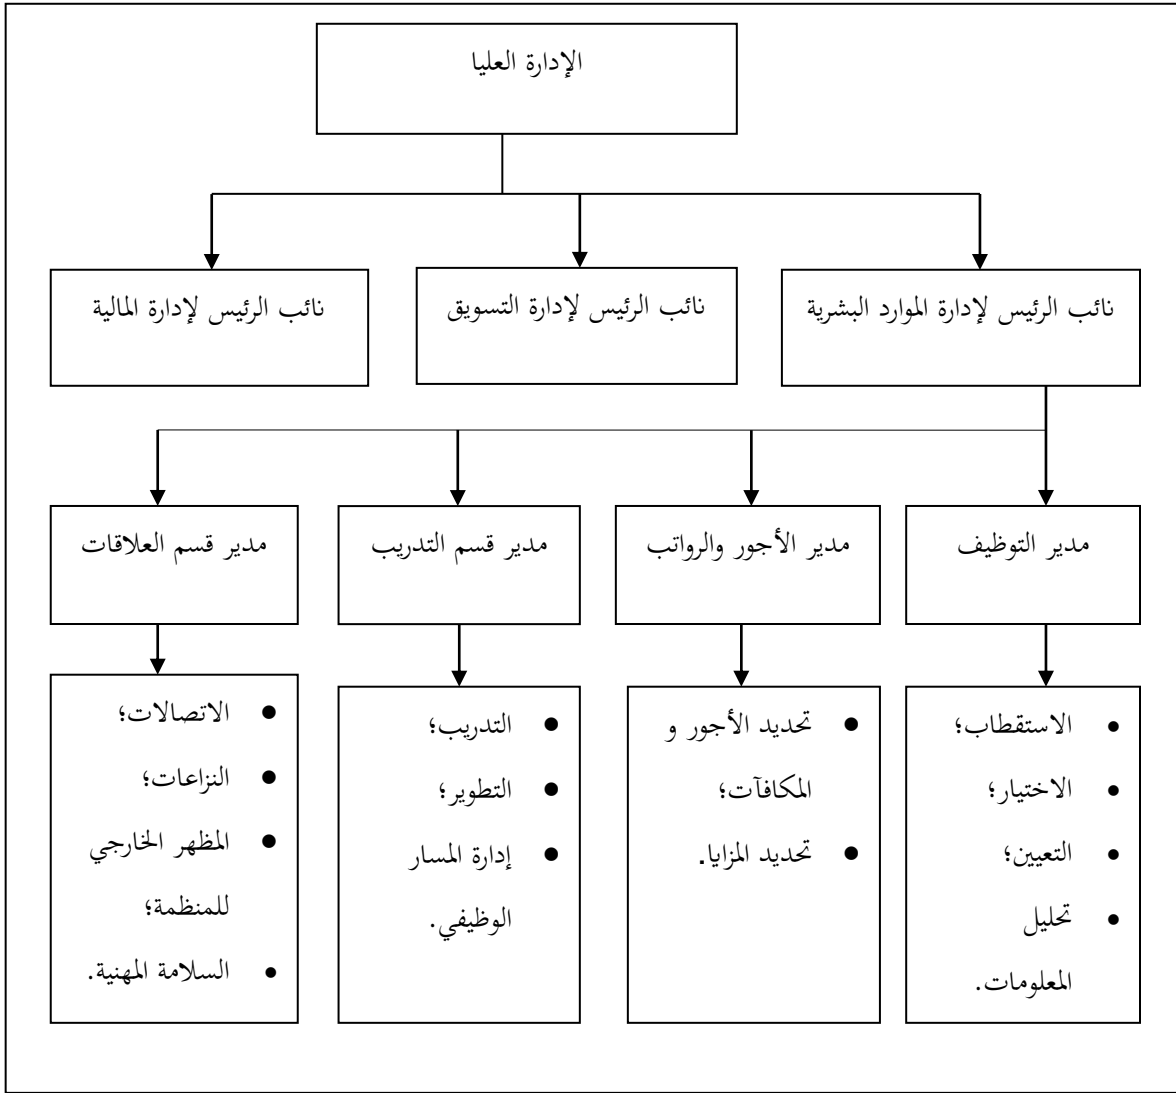 الإدارة العليا
نائب الرئيس لإدارة الموارد البشرية
نائب الرئيس لإدارة التسويق
نائب الرئيس لإدارة المالية
مدير التوظيف
مدير الأجور والرواتب
مدير قسم التدريب
مدير قسم العلاقات
• الاستقطاب؛
• الاختيار؛
• التعيين؛
• تحليل
المعلومات.
• تحديد الأجور و
المكافآت؛
• تحديد المزايا.
• التدريب؛
• التطوير؛
• إدارة المسار
الوظيفي.
• الاتصالات؛
• النزاعات؛
• المظهر الخارجي
للمنظمة؛
• السلامة المهنية.